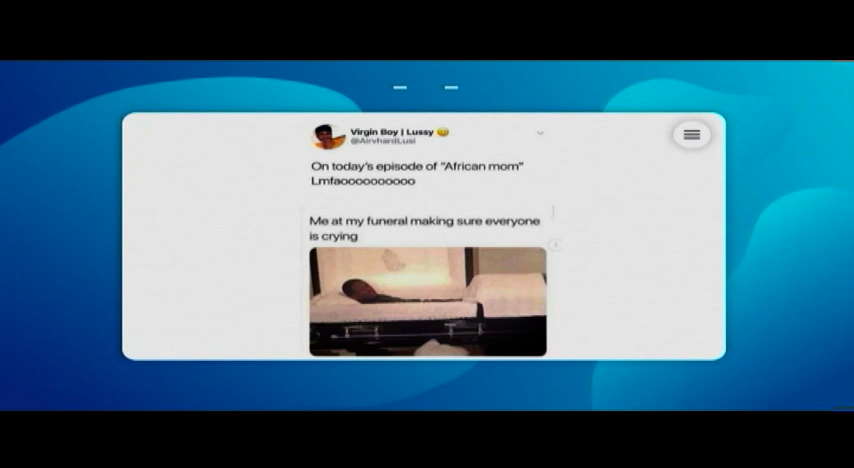 Virgin Boy | Lussy
@AirvhardLusi
On today's episode of "African mom"
Lmfaoooooooooo
Me at my funeral making sure everyone
is crying